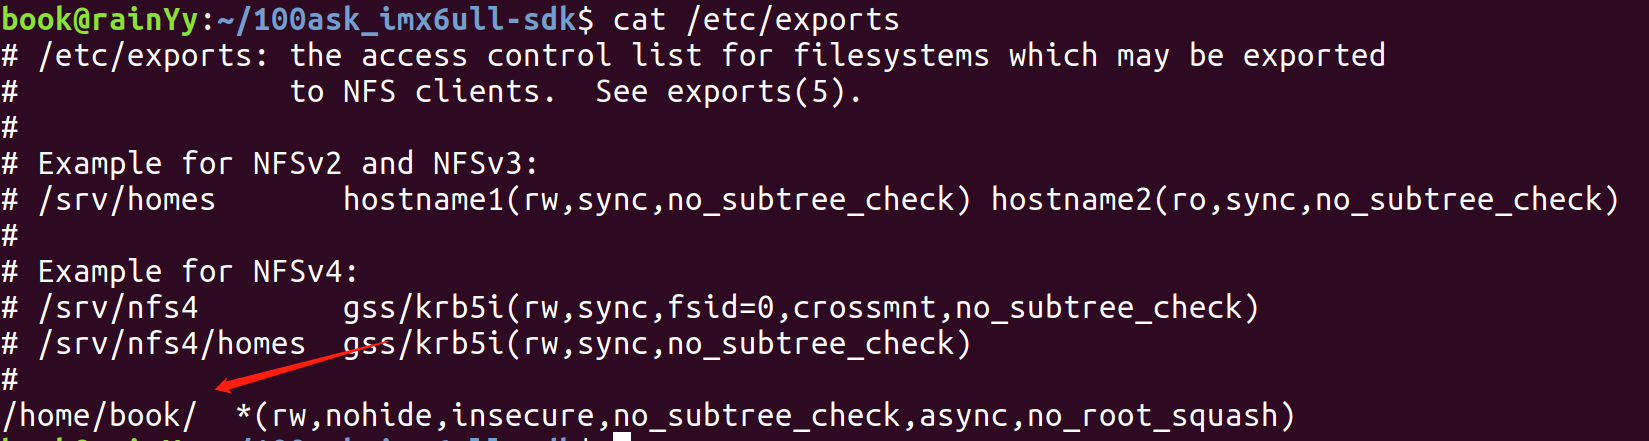 book@rainYy:~/100ask_imx6ull-sdk$ cat /etc/exports
# /etc/exports: the access control list for filesystems which may be exported
#               to NFS clients.  See exports(5).
#
# Example for NFSv2 and NFSv3:
# /srv/homes       hostname1(rw,sync,no_subtree_check) hostname2(ro,sync,no_subtree_check)
#
# Example for NFSv4:
# /srv/nfs4        gss/krb5i(rw,sync,fsid=0,crossmnt,no_subtree_check)
# /srv/nfs4/homes  gss/krb5i(rw,sync,no_subtree_check)
#
/home/book/  *(rw,nohide,insecure,no_subtree_check,async,no_root_squash)